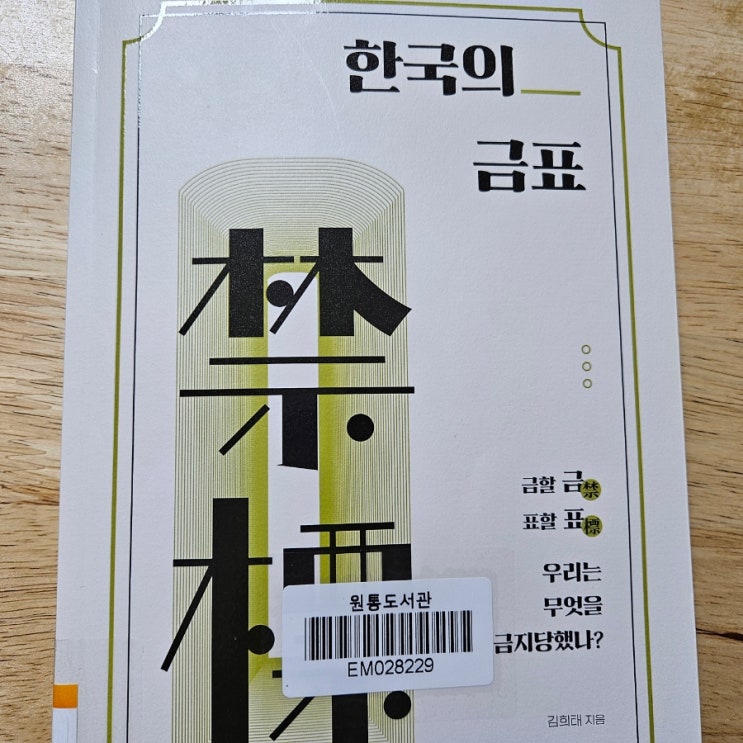 한국의
금표
禁
標
금할 금 禁
표할 표 標
우리는
무엇을
금지당했나?
원통도서관
EM028229
김희태 지음